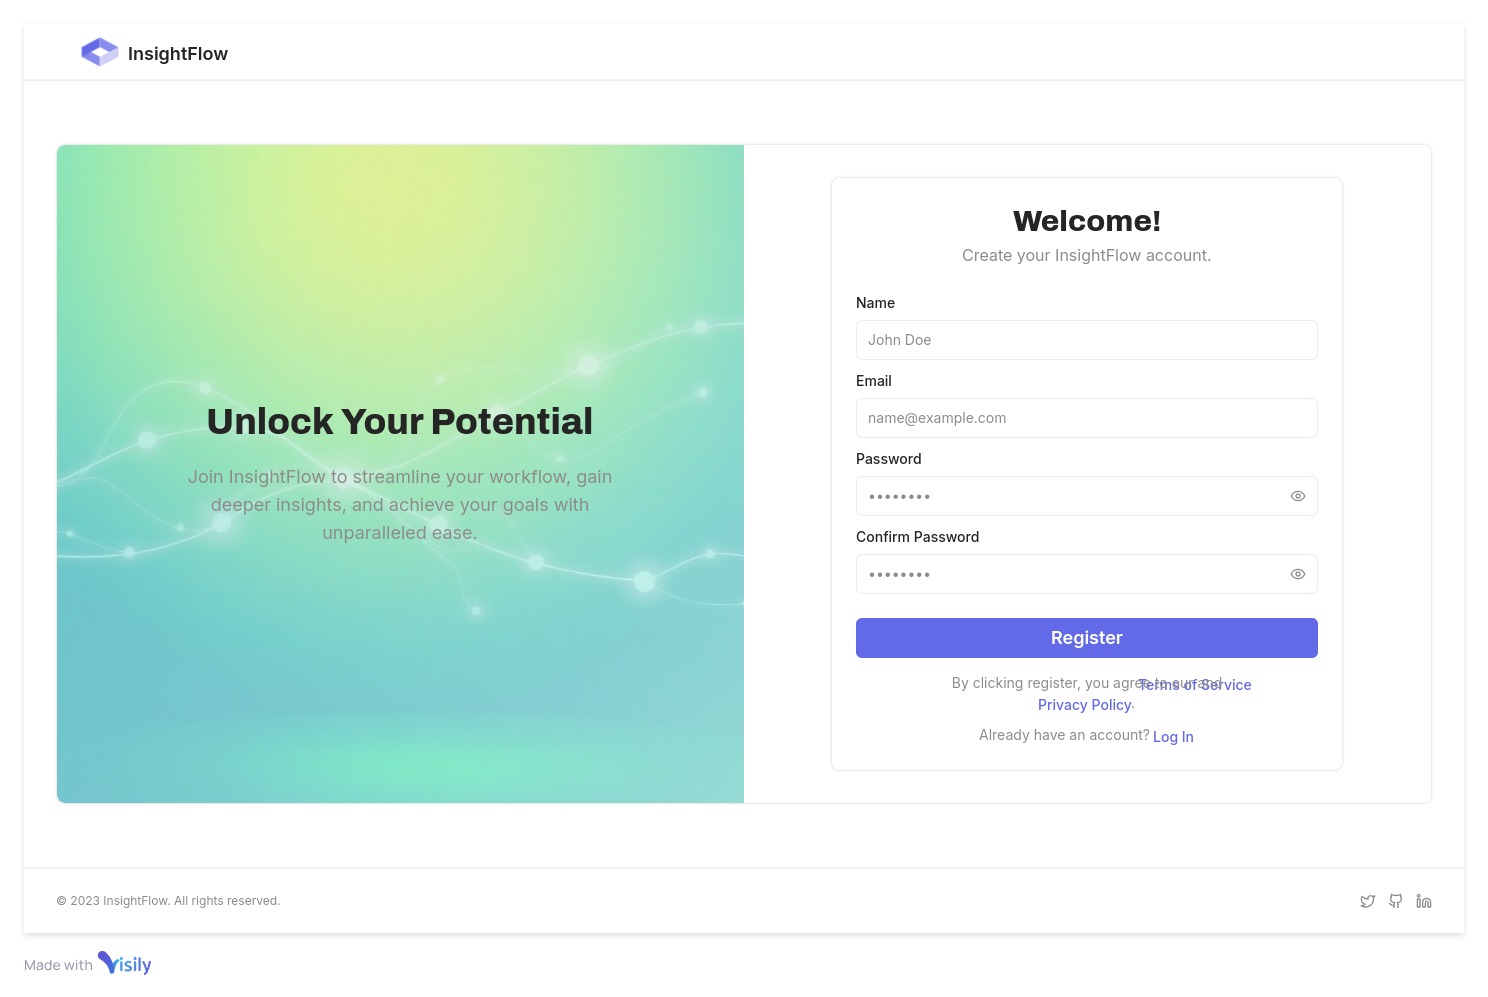 InsightFlow
Unlock Your Potential
Join InsightFlow to streamline your workflow, gain
deeper insights, and achieve your goals with
unparalleled ease.
Welcome!
Create your InsightFlow account.
Name
John Doe
Email
name@example.com
Password
••••••••
Confirm Password
••••••••
Register
By clicking register, you agree to our and Terms of Service
Privacy Policy.
Already have an account? Log In
© 2023 InsightFlow. All rights reserved.
Made with Visily